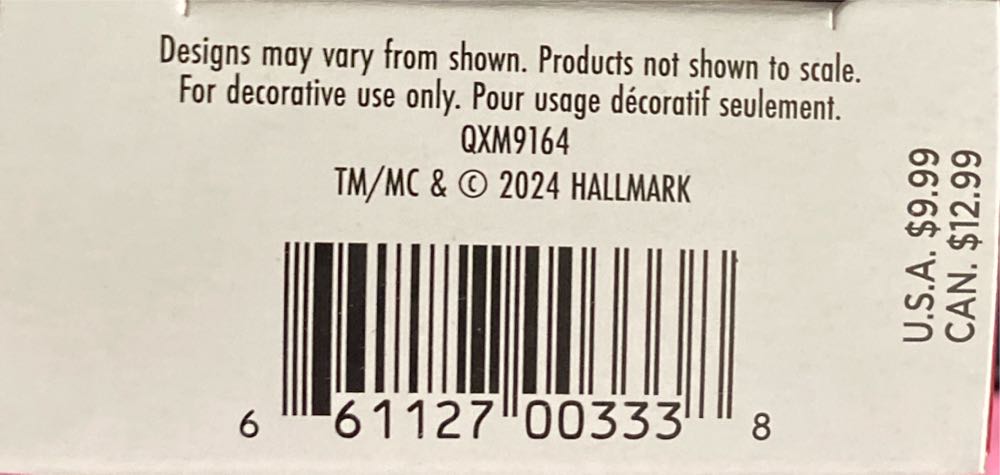 Designs may vary from shown. Products not shown to scale.
For decorative use only. Pour usage décoratif seulement.
QXM9164
TM/MC & © 2024 HALLMARK
6 61127 00333 8
U.S.A. $9.99
CAN. $12.99